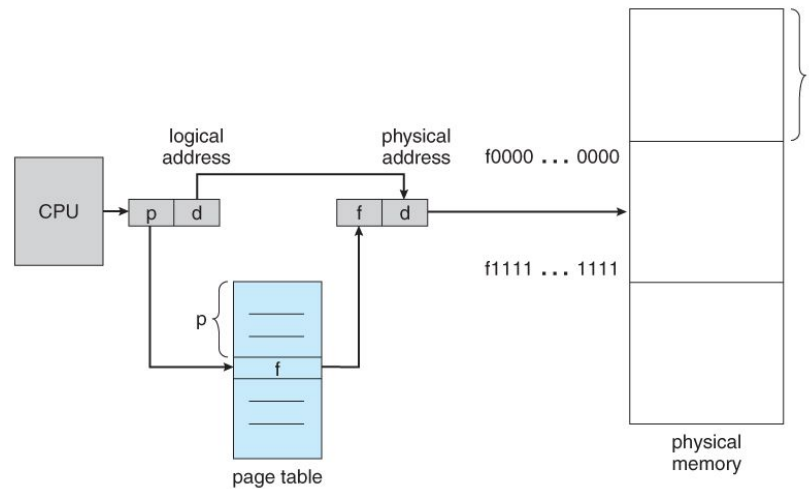 logical
address
physical
address
f0000 ... 0000
CPU
p d
f d
f1111 ... 1111
p
f
page table
physical
memory